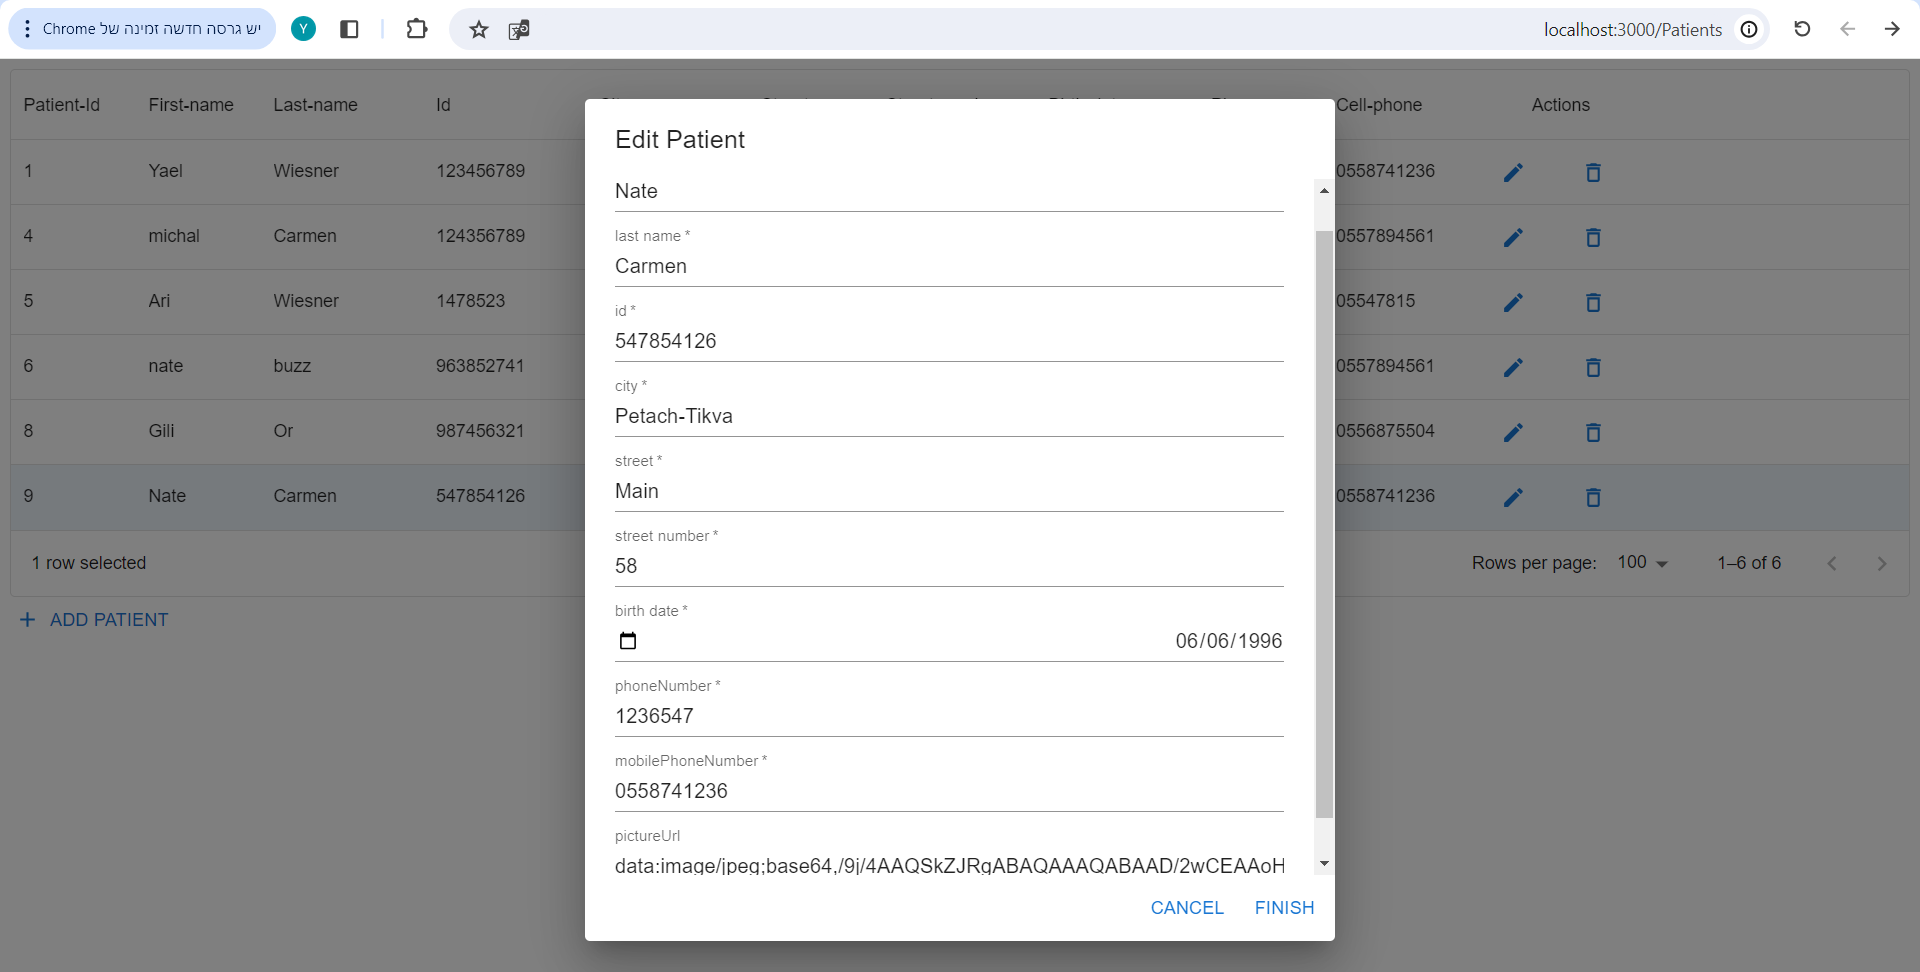 יש גרסה חדשה זמינה של Chrome
Y
localhost:3000/Patients
Patient-Id First-name Last-name Id Cell-phone Actions
1 Yael Wiesner 123456789 0558741236
4 michal Carmen 124356789 0557894561
5 Ari Wiesner 1478523 05547815
6 nate buzz 963852741 0557894561
8 Gili Or 987456321 0556875504
9 Nate Carmen 547854126 0558741236
1 row selected
Rows per page: 100 1–6 of 6
ADD PATIENT
Edit Patient
Nate
last name *
Carmen
id *
547854126
city *
Petach-Tikva
street *
Main
street number *
58
birth date *
06/06/1996
phoneNumber *
1236547
mobilePhoneNumber *
0558741236
pictureUrl
data:image/jpeg;base64,/9j/4AAQSkZJRgABAQAAAQABAAD/2wCEAAoH
CANCEL FINISH